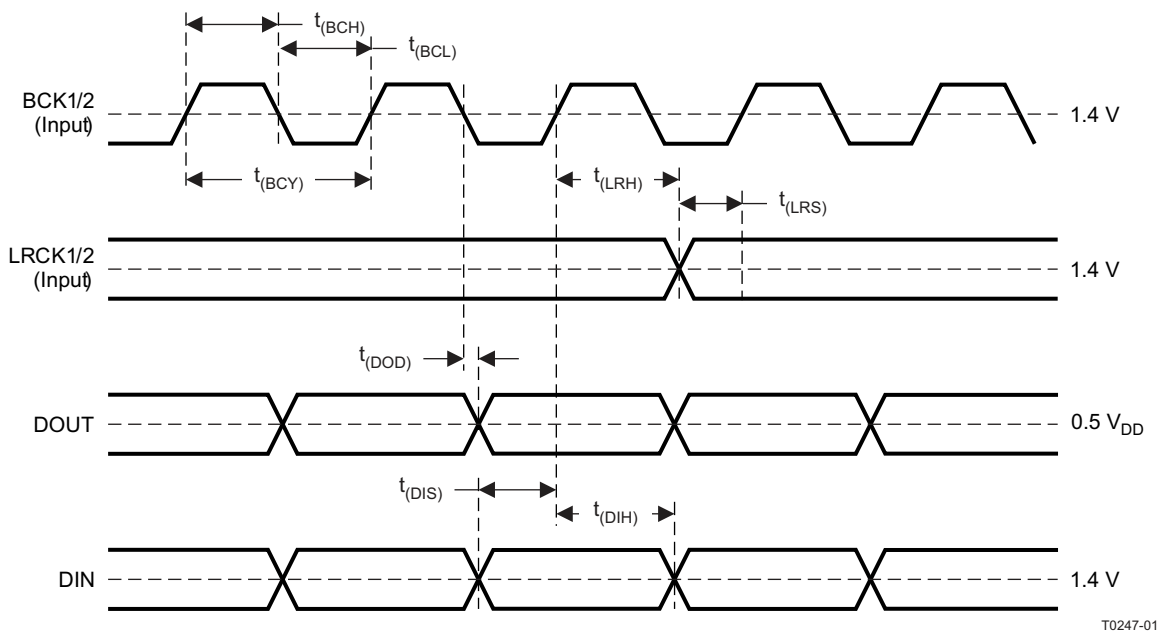 t(BCH)
t(BCL)
BCK1/2
(Input)
1.4 V
t(BCY)
t(LRH)
t(LRS)
LRCK1/2
(Input)
1.4 V
t(DOD)
DOUT
0.5 VDD
t(DIS)
t(DIH)
DIN
1.4 V
T0247-01